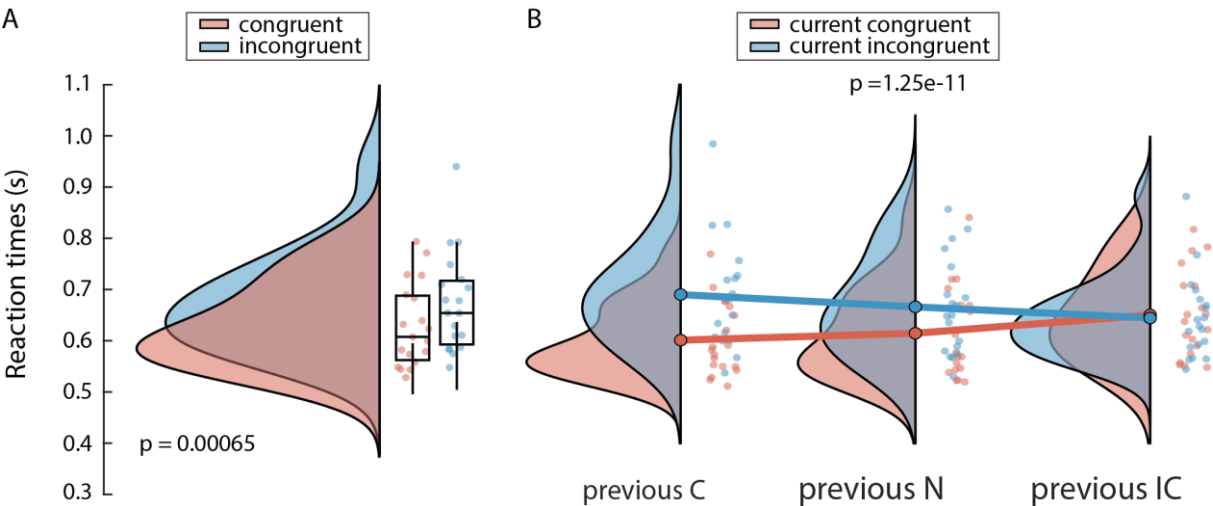 A
congruent
incongruent
B
current congruent
current incongruent
p =1.25e-11
Reaction times (s)
1.1
1.0
0.9
0.8
0.7
0.6
0.5
0.4
0.3
p = 0.00065
previous C
previous N
previous IC